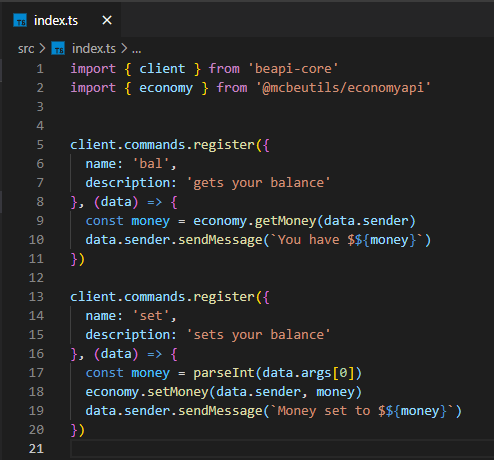 TS index.ts ×
src > TS index.ts > ...
1 import { client } from 'beapi-core'
2 import { economy } from '@mcbeutils/economyapi'
3
4
5 client.commands.register({
6   name: 'bal',
7   description: 'gets your balance'
8 }, (data) => {
9   const money = economy.getMoney(data.sender)
10   data.sender.sendMessage(`You have $${money}`)
11 })
12
13 client.commands.register({
14   name: 'set',
15   description: 'sets your balance'
16 }, (data) => {
17   const money = parseInt(data.args[0])
18   economy.setMoney(data.sender, money)
19   data.sender.sendMessage(`Money set to $${money}`)
20 })
21